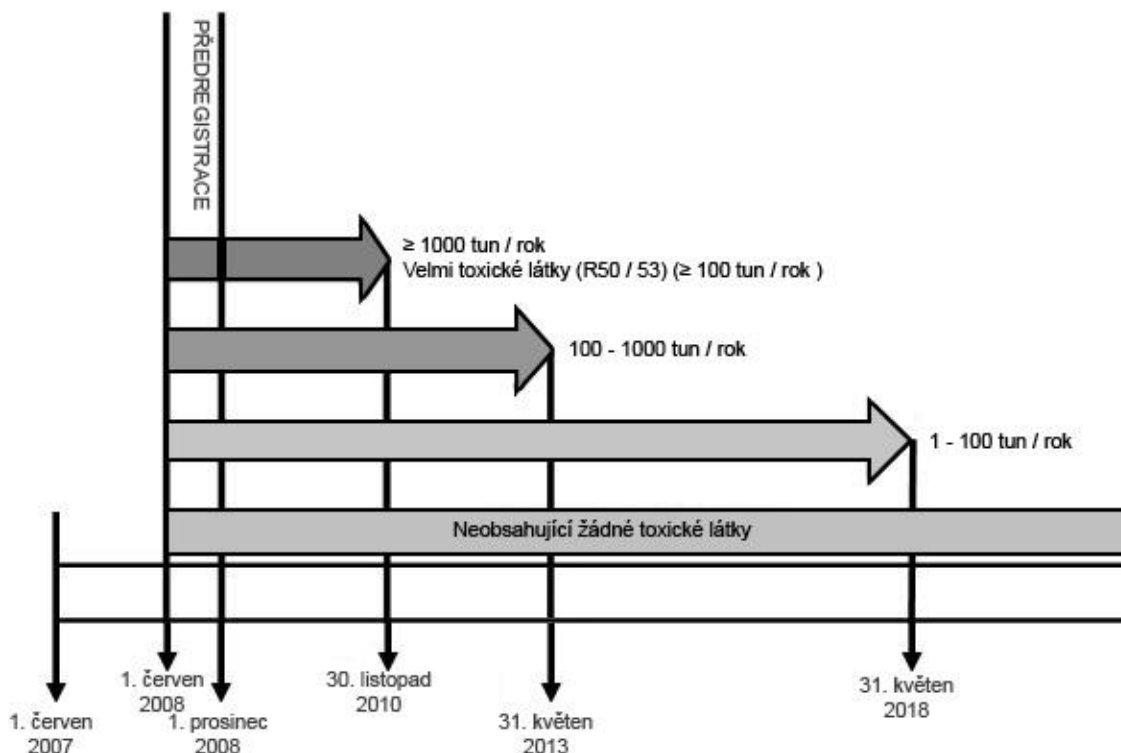 PŘEDREGISTRACE
≥ 1000 tun / rok
Velmi toxické látky (R50 / 53) (≥ 100 tun / rok )
100 - 1000 tun / rok
1 - 100 tun / rok
Neobsahující žádné toxické látky
1. červen
2007
1. červen
2008
1. prosinec
2008
30. listopad
2010
31. květen
2013
31. květen
2018